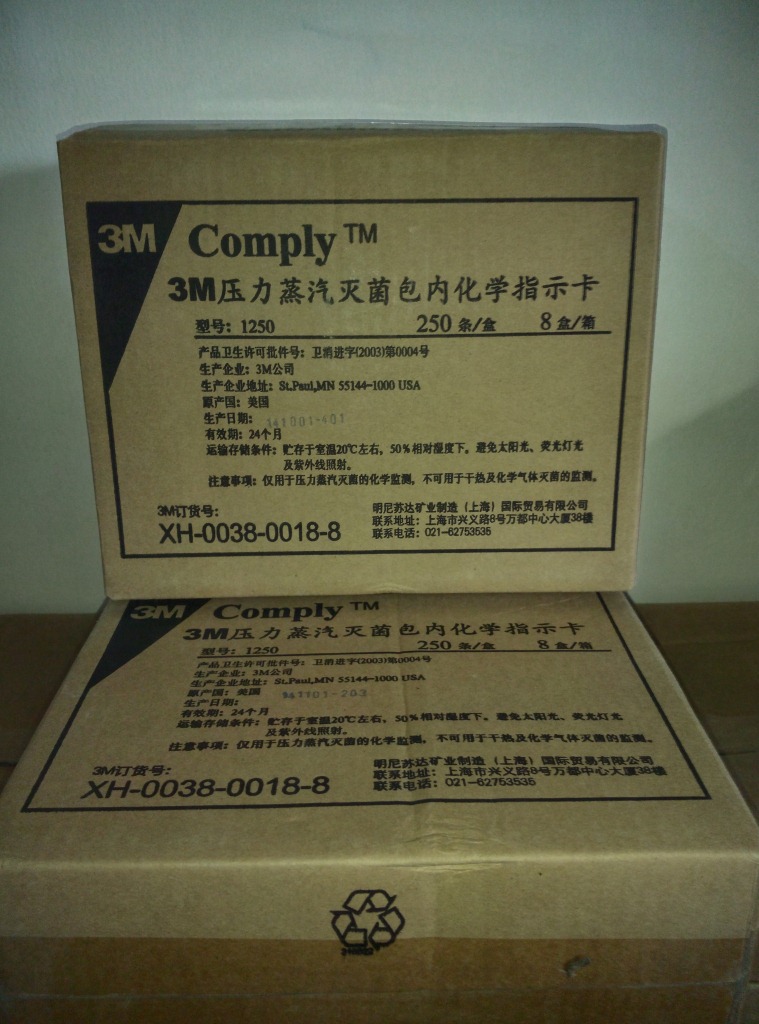 3M Comply™
3M压力蒸汽灭菌包内化学指示卡
型号：1250 250 条/盒 8 盒/箱
产品卫生许可批件号：卫消进字(2003)第0004号
生产企业：3M公司
生产企业地址：St.Paul,MN 55144-1000 USA
原产国：美国
生产日期：
有效期：24个月
运输存储条件：贮存于室温20℃左右，50%相对湿度下。避免太阳光、荧光灯光
及紫外线照射。
注意事项：仅用于压力蒸汽灭菌的化学监测，不可用于干热及化学气体灭菌的监测。
3M订货号：
XH-0038-0018-8
明尼苏达矿业制造（上海）国际贸易有限公司
联系地址：上海市兴义路8号万都中心大厦38楼
联系电话：021-62753535
3M Comply™
3M压力蒸汽灭菌包内化学指示卡
型号：1250 250 条/盒 8 盒/箱
产品卫生许可批件号：卫消进字(2003)第0004号
生产企业：3M公司
生产企业地址：St.Paul,MN 55144-1000 USA
原产国：美国
生产日期：
有效期：24个月
运输存储条件：贮存于室温20℃左右，50%相对湿度下。避免太阳光、荧光灯光
及紫外线照射。
注意事项：仅用于压力蒸汽灭菌的化学监测，不可用于干热及化学气体灭菌的监测。
3M订货号：
XH-0038-0018-8
明尼苏达矿业制造（上海）国际贸易有限公司
联系地址：上海市兴义路8号万都中心大厦38楼
联系电话：021-62753535